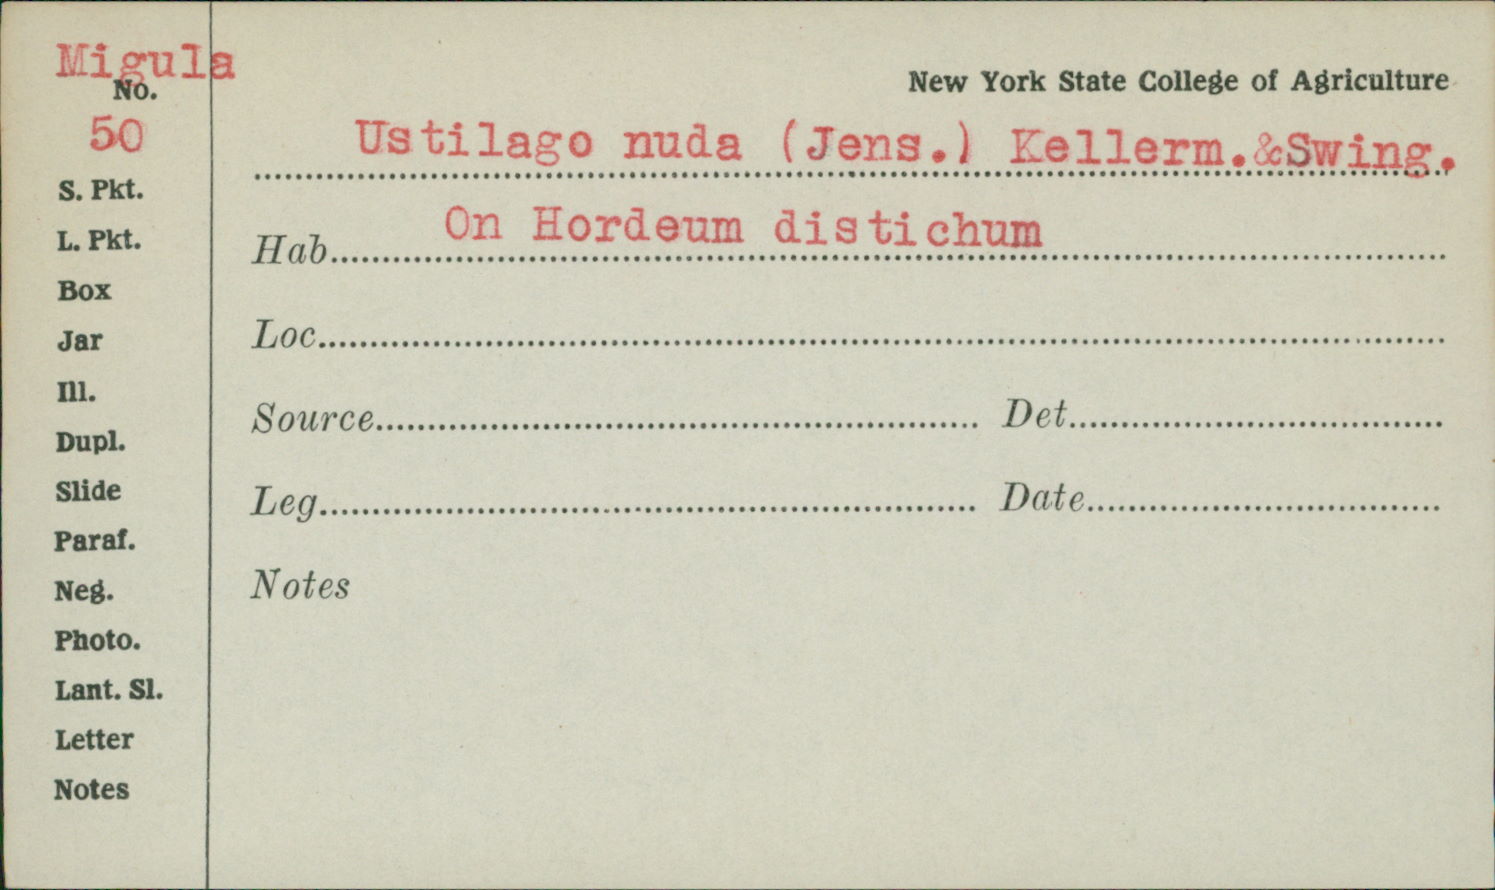 Migula
No.
50
S. Pkt.
L. Pkt.
Box
Jar
Ill.
Dupl.
Slide
Paraf.
Neg.
Photo.
Lant. Sl.
Letter
Notes
New York State College of Agriculture
Ustilago nuda (Jens.) Kellerm.&Swing.
Hab. On Hordeum distichum
Loc.
Source Det.
Leg. Date
Notes